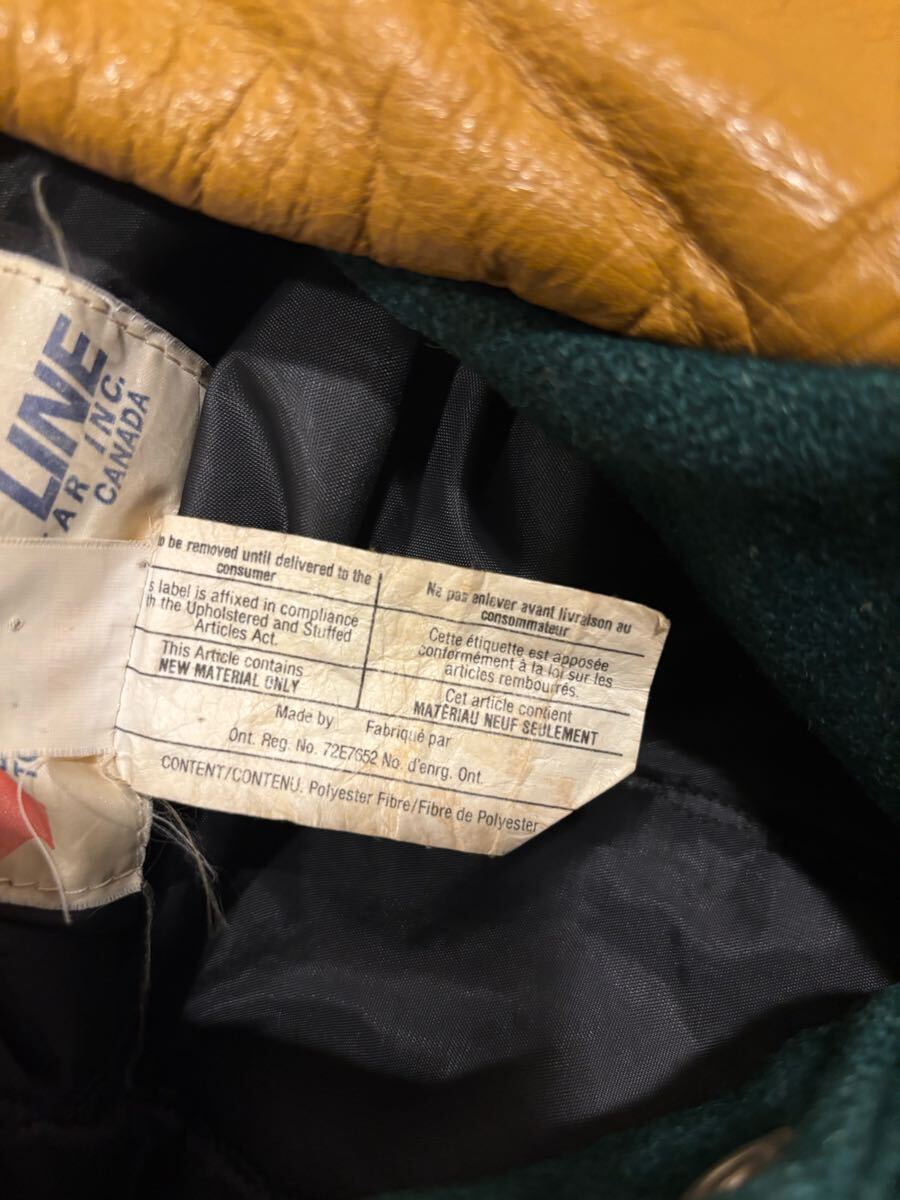 LINE
AR INC.
CANADA
o be removed until delivered to the
consumer
s label is affixed in compliance
h the Upholstered and Stuffed
Articles Act.
This Article contains
NEW MATERIAL ONLY
Ne pas enlever avant livraison au
consommateur
Cette étiquette est apposée
conformément à la loi sur les
articles rembourrés.
Cet article contient
MATÉRIAU NEUF SEULEMENT
Made by Fabriqué par
Ont. Reg. No. 72E7652 No. d'enrg. Ont.
CONTENT/CONTENU. Polyester Fibre/Fibre de Polyester